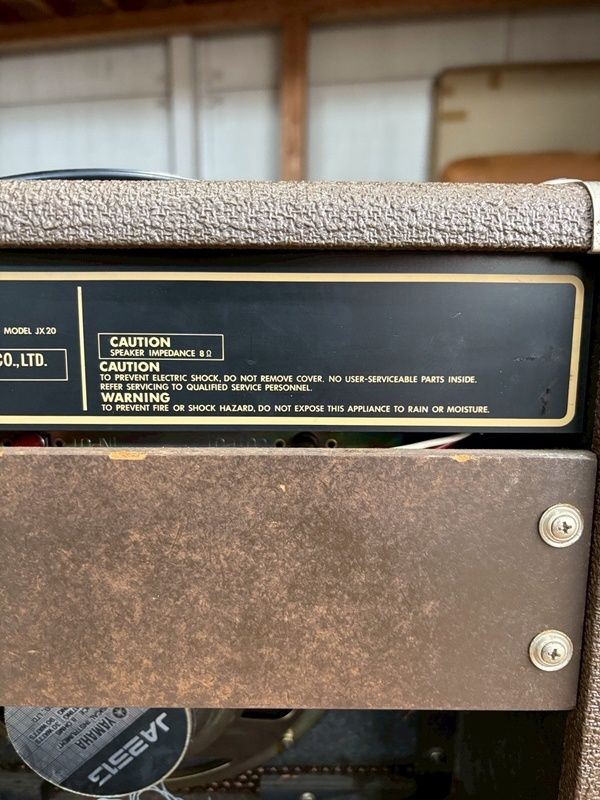 MODEL JX20
CO.,LTD.
CAUTION
SPEAKER IMPEDANCE 8Ω
CAUTION
TO PREVENT ELECTRIC SHOCK, DO NOT REMOVE COVER. NO USER-SERVICEABLE PARTS INSIDE.
REFER SERVICING TO QUALIFIED SERVICE PERSONNEL.
WARNING
TO PREVENT FIRE OR SHOCK HAZARD, DO NOT EXPOSE THIS APPLIANCE TO RAIN OR MOISTURE.
JA2513
YAMAHA